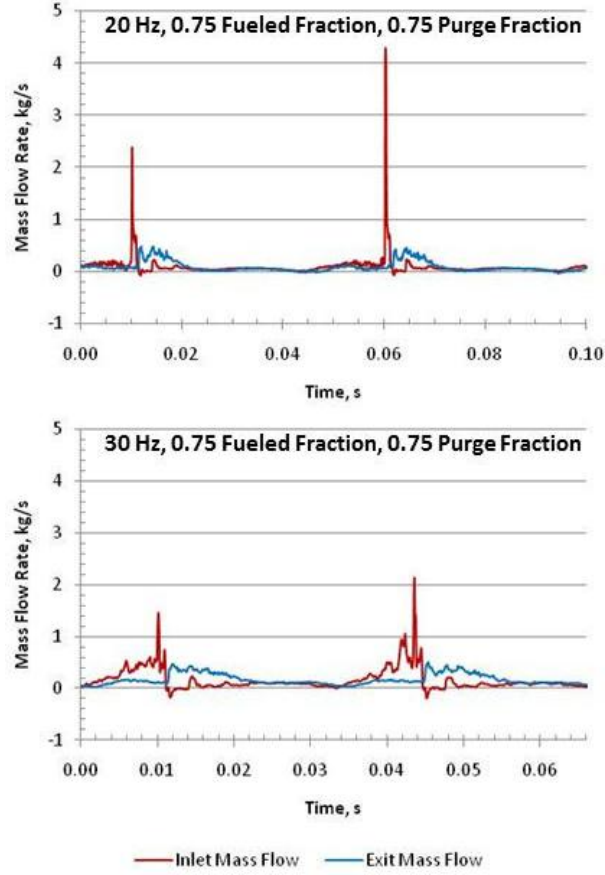 20 Hz, 0.75 Fueled Fraction, 0.75 Purge Fraction
5
4
3
2
1
0
-1
Mass Flow Rate, kg/s
0.00 0.02 0.04 0.06 0.08 0.10
Time, s
30 Hz, 0.75 Fueled Fraction, 0.75 Purge Fraction
5
4
3
2
1
0
-1
Mass Flow Rate, kg/s
0.00 0.01 0.02 0.03 0.04 0.05 0.06
Time, s
Inlet Mass Flow Exit Mass Flow